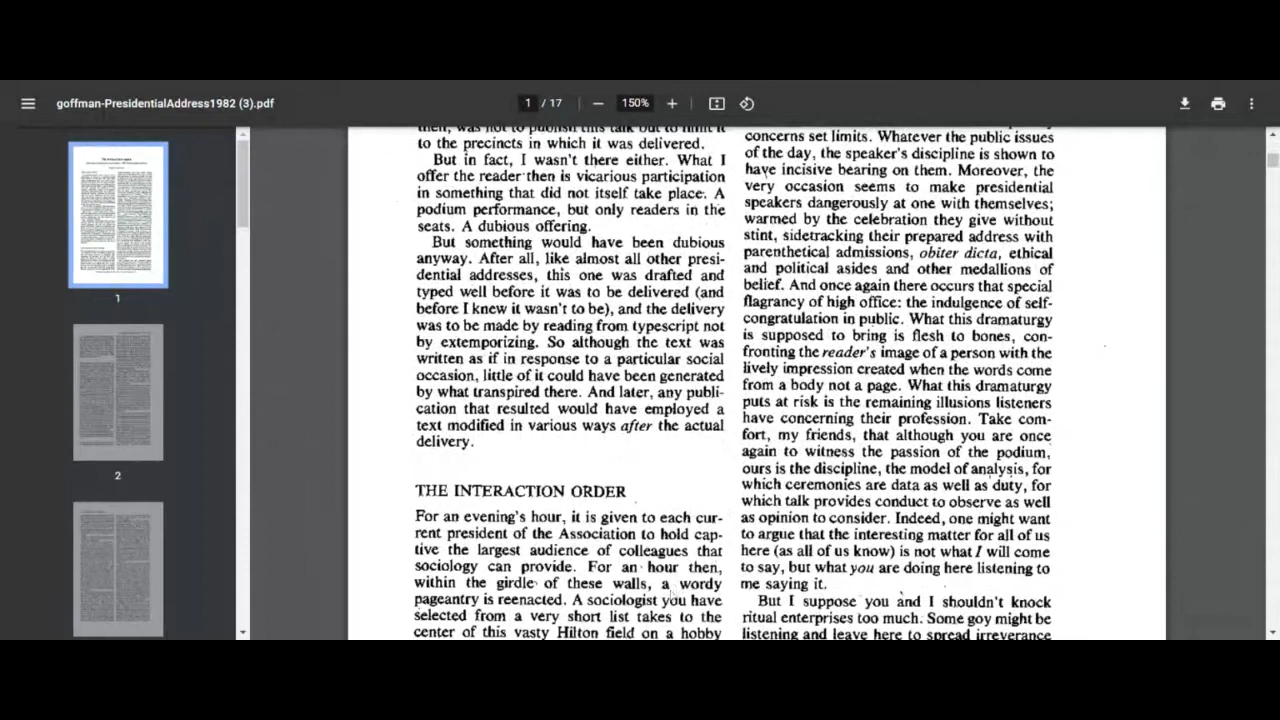 goffman-PresidentialAddress1982 (3).pdf
1 / 17
150%
1
2
then, was not to publish this talk but to limit it
to the precincts in which it was delivered.
But in fact, I wasn't there either. What I
offer the reader then is vicarious participation
in something that did not itself take place. A
podium performance, but only readers in the
seats. A dubious offering.
But something would have been dubious
anyway. After all, like almost all other presi-
dential addresses, this one was drafted and
typed well before it was to be delivered (and
before I knew it wasn't to be), and the delivery
was to be made by reading from typescript not
by extemporizing. So although the text was
written as if in response to a particular social
occasion, little of it could have been generated
by what transpired there. And later, any publi-
cation that resulted would have employed a
text modified in various ways after the actual
delivery.
THE INTERACTION ORDER
For an evening's hour, it is given to each cur-
rent president of the Association to hold cap-
tive the largest audience of colleagues that
sociology can provide. For an hour then,
within the girdle of these walls, a wordy
pageantry is reenacted. A sociologist you have
selected from a very short list takes to the
center of this vasty Hilton field on a hobby
concerns set limits. Whatever the public issues
of the day, the speaker's discipline is shown to
have incisive bearing on them. Moreover, the
very occasion seems to make presidential
speakers dangerously at one with themselves;
warmed by the celebration they give without
stint, sidetracking their prepared address with
parenthetical admissions, obiter dicta, ethical
and political asides and other medallions of
belief. And once again there occurs that special
flagrancy of high office: the indulgence of self-
congratulation in public. What this dramaturgy
is supposed to bring is flesh to bones, con-
fronting the reader's image of a person with the
lively impression created when the words come
from a body not a page. What this dramaturgy
puts at risk is the remaining illusions listeners
have concerning their profession. Take com-
fort, my friends, that although you are once
again to witness the passion of the podium,
ours is the discipline, the model of analysis, for
which ceremonies are data as well as duty, for
which talk provides conduct to observe as well
as opinion to consider. Indeed, one might want
to argue that the interesting matter for all of us
here (as all of us know) is not what I will come
to say, but what you are doing here listening to
me saying it.
But I suppose you and I shouldn't knock
ritual enterprises too much. Some goy might be
listening and leave here to spread irreverance